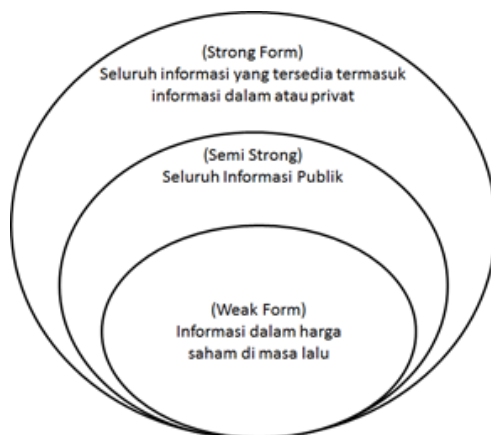 (Strong Form)
Seluruh informasi yang tersedia termasuk
informasi dalam atau privat
(Semi Strong)
Seluruh Informasi Publik
(Weak Form)
Informasi dalam harga
saham di masa lalu